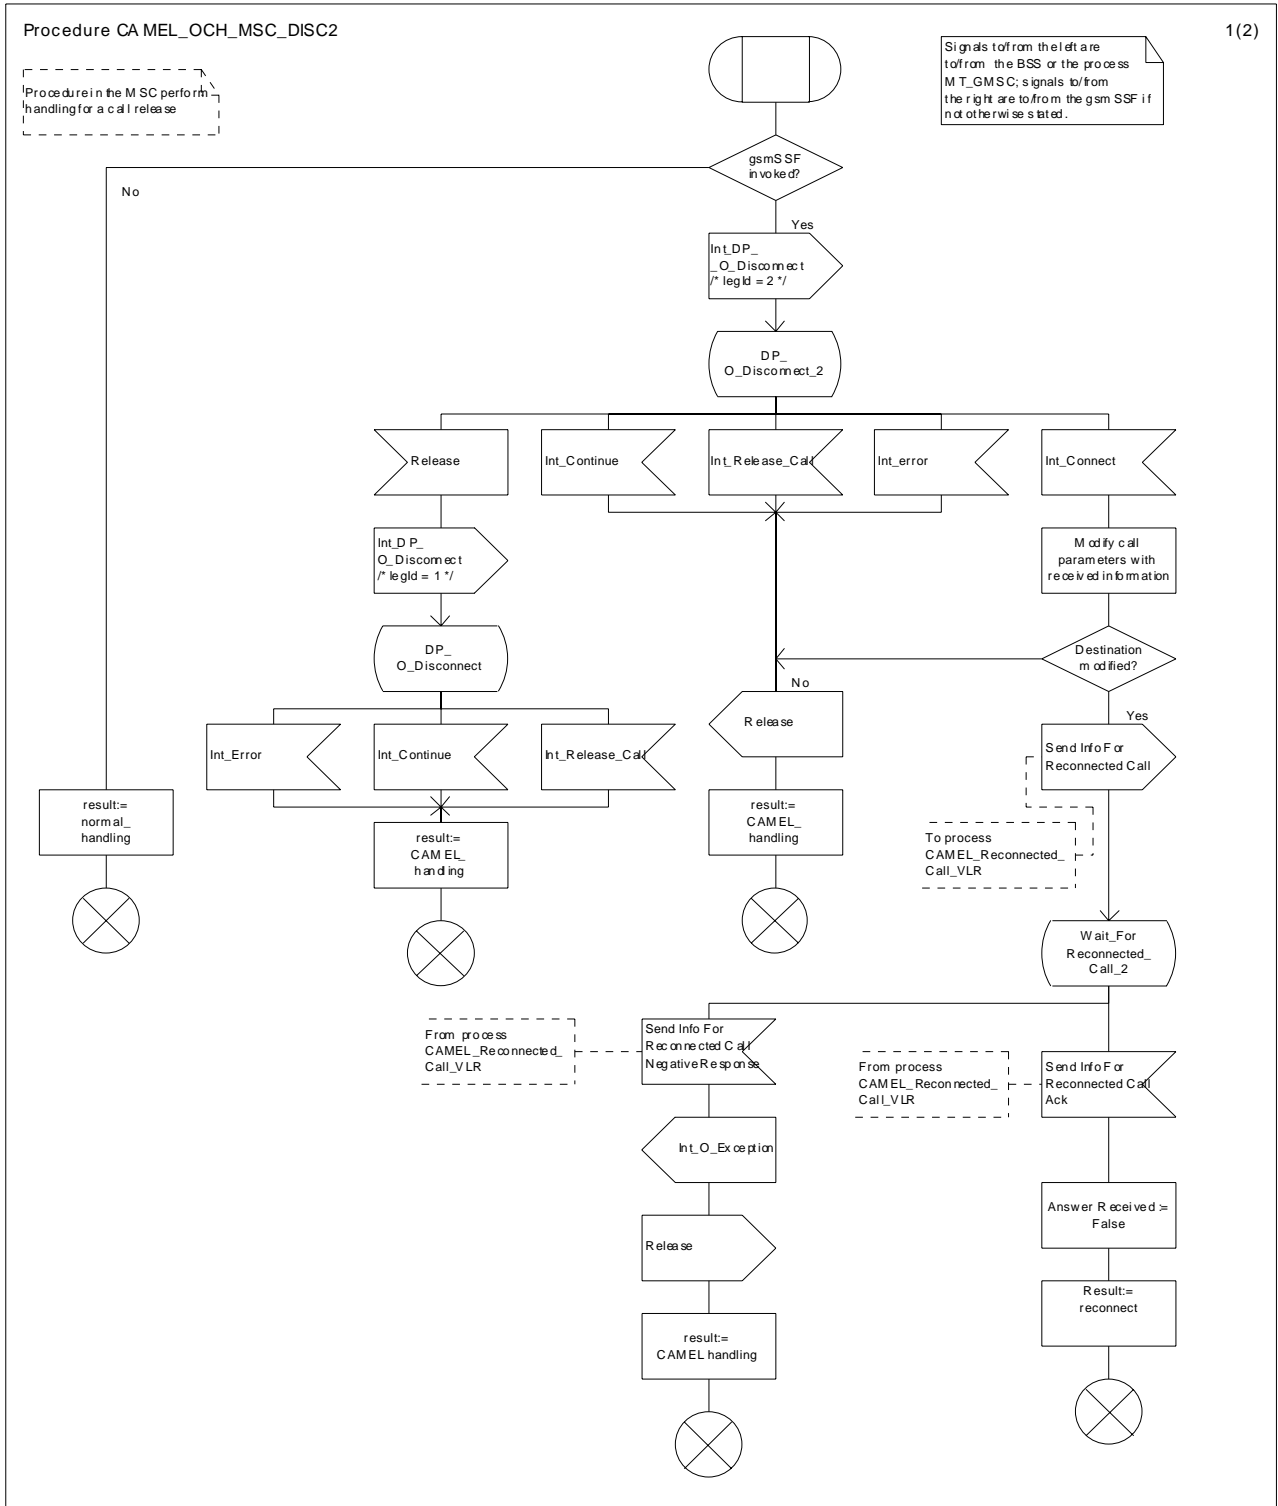 Procedure CAMEL_OCH_MSC_DISC2
1(2)
Procedure in the MSC perform
handling for a call release
Signals to/from the left are
to/from the BSS or the process
MT_GMSC; signals to/from
the right are to/from the gsmSSF if
not otherwise stated.
gsmSSF
invoked?
No
Yes
Int_DP_
_O_Disconnect
/* legId = 2 */
DP_
O_Disconnect_2
Release
Int_Continue
Int_Release_Call
Int_error
Int_Connect
Int_DP_
O_Disconnect
/* legId = 1 */
Modify call
parameters with
received information
DP_
O_Disconnect
Destination
modified?
No
Yes
Release
Int_Error
Int_Continue
Int_Release_Call
Send Info For
Reconnected Call
result:=
normal_
handling
result:=
CAMEL_
handling
result:=
CAMEL_
handling
To process
CAMEL_Reconnected_
Call_VLR
Wait_For
Reconnected_
Call_2
From process
CAMEL_Reconnected_
Call_VLR
Send Info For
Reconnected Call
Negative Response
From process
CAMEL_Reconnected_
Call_VLR
Send Info For
Reconnected Call
Ack
Int_O_Exception
Answer Received :=
False
Release
Result:=
reconnect
result:=
CAMEL handling